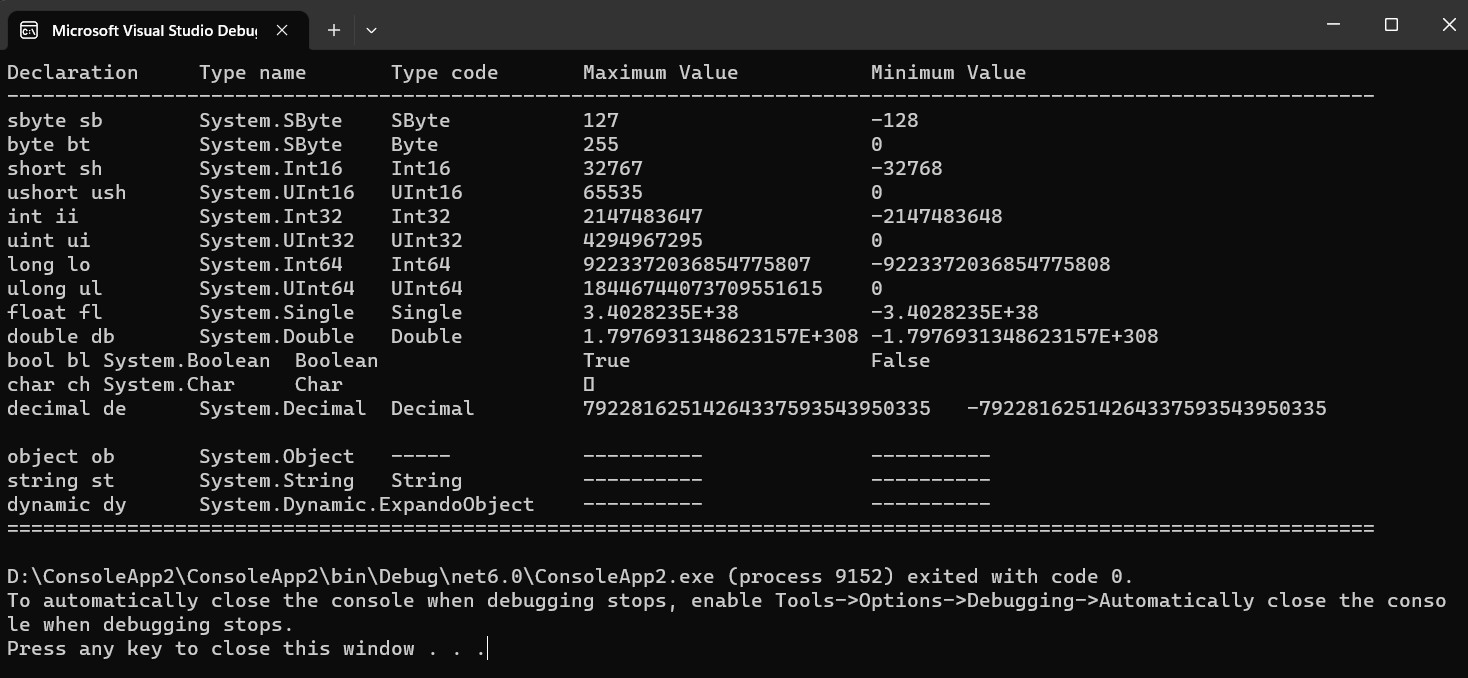 Microsoft Visual Studio Debu
Declaration     Type name       Type code       Maximum Value           Minimum Value
------------------------------------------------------------------------------------------------------------------
sbyte sb        System.SByte    SByte           127                     -128
byte bt         System.SByte    Byte            255                     0
short sh        System.Int16    Int16           32767                   -32768
ushort ush      System.UInt16   UInt16          65535                   0
int ii          System.Int32    Int32           2147483647              -2147483648
uint ui         System.UInt32   UInt32          4294967295              0
long lo         System.Int64    Int64           9223372036854775807     -9223372036854775808
ulong ul        System.UInt64   UInt64          18446744073709551615    0
float fl        System.Single   Single          3.4028235E+38           -3.4028235E+38
double db       System.Double   Double          1.7976931348623157E+308 -1.7976931348623157E+308
bool bl System.Boolean  Boolean                 True                    False
char ch System.Char     Char                    ▯
decimal de      System.Decimal  Decimal         79228162514264337593543950335   -79228162514264337593543950335
object ob       System.Object   -----           ----------              ----------
string st       System.String   String          ----------              ----------
dynamic dy      System.Dynamic.ExpandoObject    ----------              ----------
==================================================================================================================
D:\ConsoleApp2\ConsoleApp2\bin\Debug\net6.0\ConsoleApp2.exe (process 9152) exited with code 0.
To automatically close the console when debugging stops, enable Tools->Options->Debugging->Automatically close the conso
le when debugging stops.
Press any key to close this window . . .